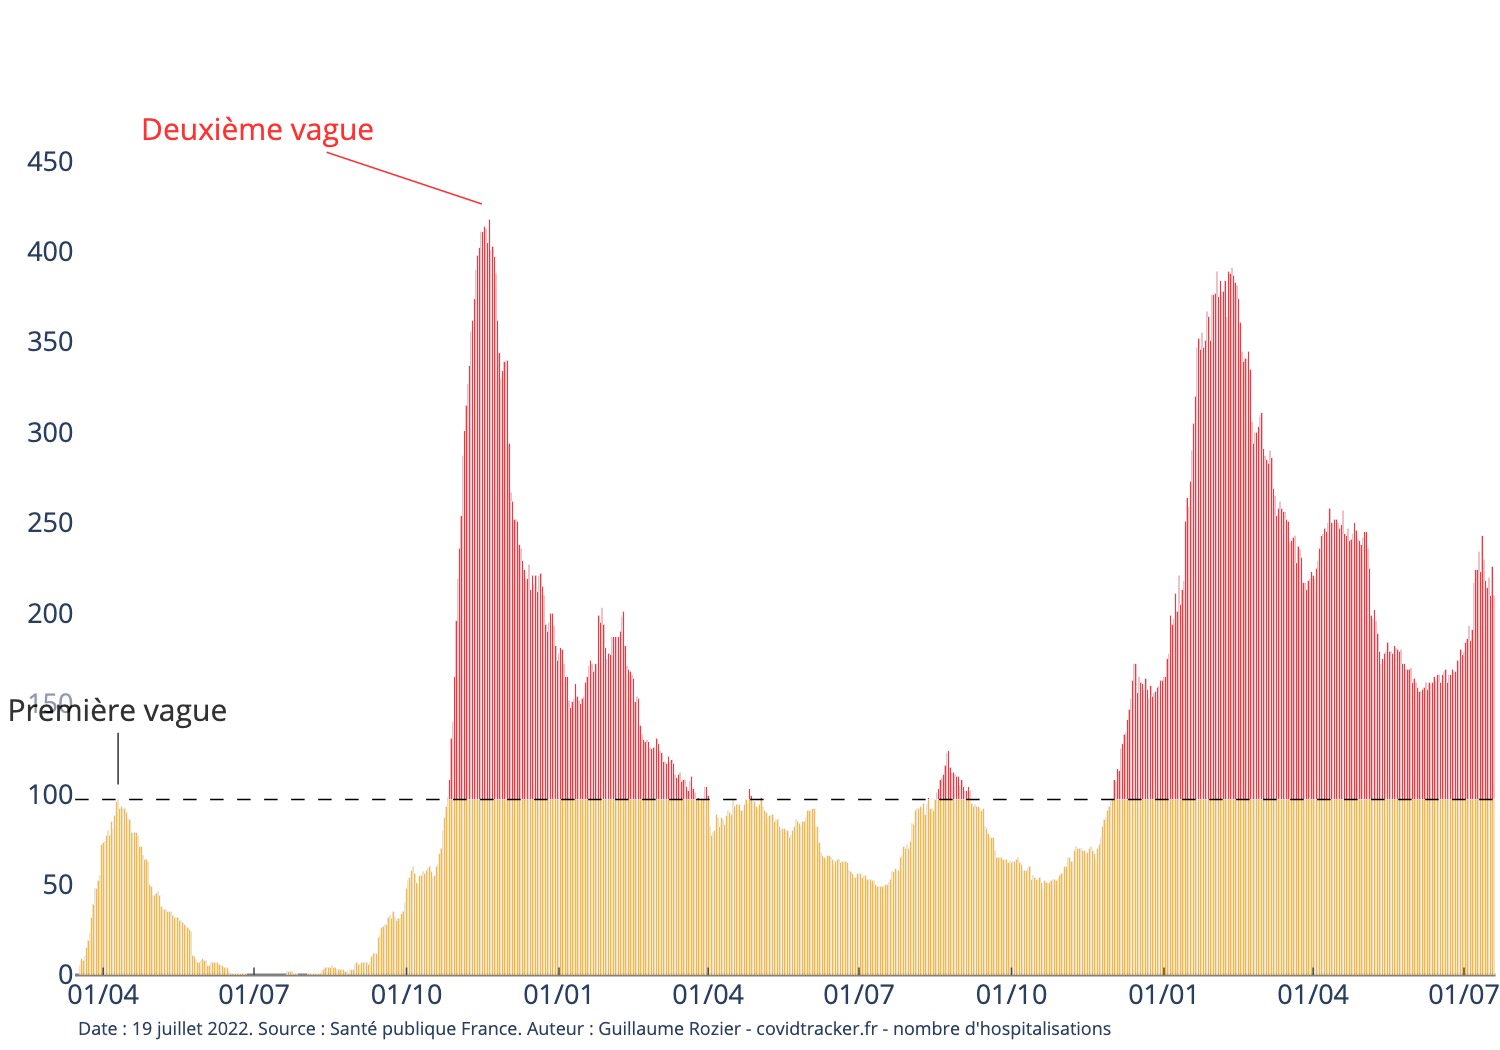 Deuxième vague
450
400
350
300
250
200
150
Première vague
100
50
0
01/04 01/07 01/10 01/01 01/04 01/07 01/10 01/01 01/04 01/07
Date : 19 juillet 2022. Source : Santé publique France. Auteur : Guillaume Rozier - covidtracker.fr - nombre d'hospitalisations